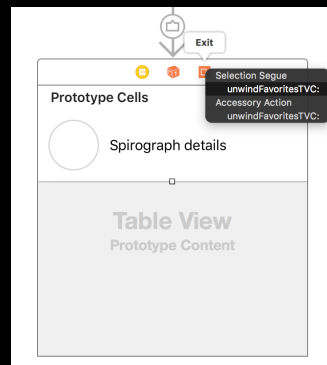 Exit
Selection Segue
unwindFavoritesTVC:
Accessory Action
unwindFavoritesTVC:
Prototype Cells
Spirograph details
Table View
Prototype Content